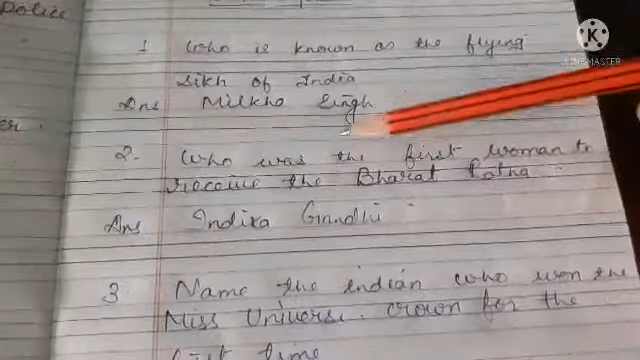 Police
1 Who is known as the flying
Sikh of India
Ans Milkha Singh
2. Who was the first woman to
receive the Bharat Ratna
Ans Indira Gandhi
3 Name the indian who won the
Miss Universe. crown for the
first time
K
KINEMASTER